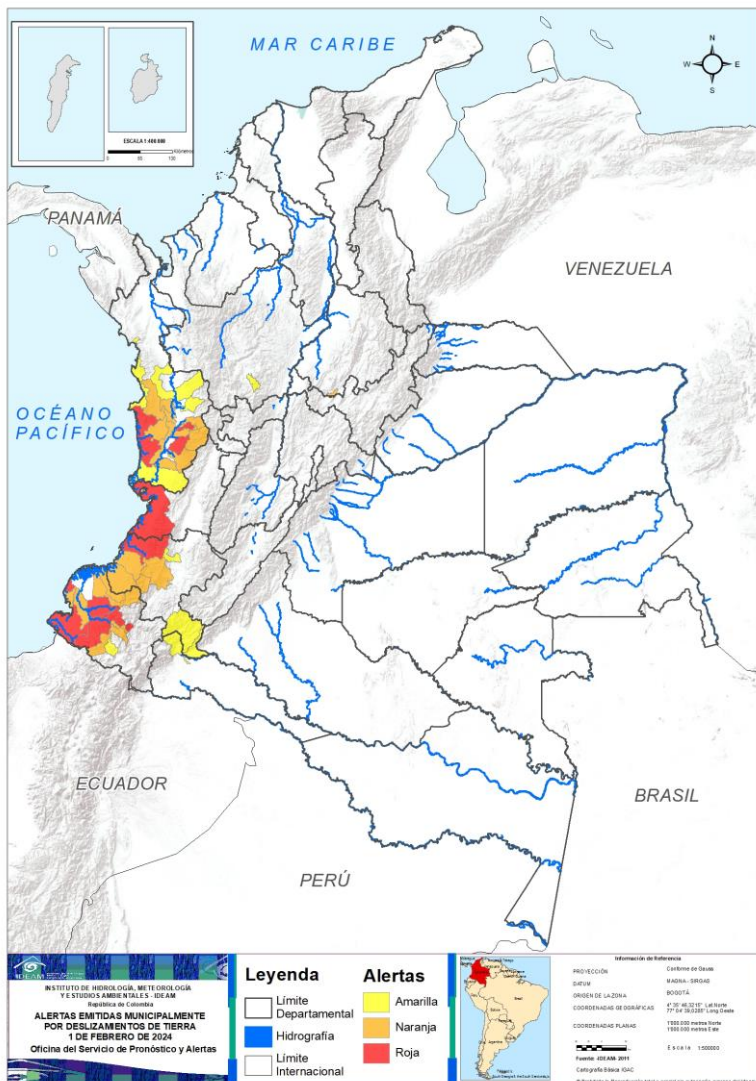 MAR CARIBE
N
W
E
S
ESCALA 1:400.000
PANAMÁ
VENEZUELA
OCÉANO
PACÍFICO
ECUADOR
BRASIL
PERÚ
IDEAM
INSTITUTO DE HIDROLOGÍA, METEOROLOGÍA
Y ESTUDIOS AMBIENTALES - IDEAM
República de Colombia
ALERTAS EMITIDAS MUNICIPALMENTE
POR DESLIZAMIENTOS DE TIERRA
1 DE FEBRERO DE 2024
Oficina del Servicio de Pronóstico y Alertas
Leyenda
Límite
Departamental
Hidrografía
Límite
Internacional
Alertas
Amarilla
Naranja
Roja
Información de Referencia
PROYECCIÓN Conforme de Gauss
DATUM MAGNA - SIRGAS
ORIGEN DE LA ZONA BOGOTÁ
COORDENADAS GEOGRÁFICAS
COORDENADAS PLANAS 1'000.000 metros Norte
1'000.000 metros Este
Escala
Fuente: IDEAM- 2011
Cartografía Básica IGAC